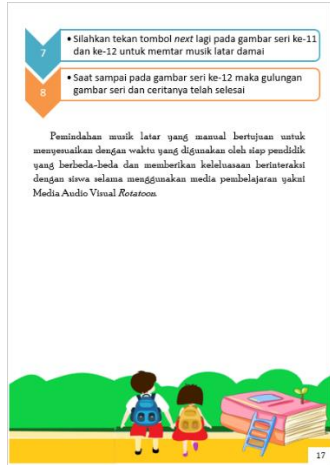 7
• Silahkan tekan tombol next lagi pada gambar seri ke-11
dan ke-12 untuk memtar musik latar damai
8
• Saat sampai pada gambar seri ke-12 maka gulungan
gambar seri dan ceritanya telah selesai
Pemindahan musik latar yang manual bertujuan untuk
menyesuaikan dengan waktu yang digunakan oleh siap pendidik
yang berbeda-beda dan memberikan keleluasaan berinteraksi
dengan siswa selama menggunakan media pembelajaran yakni
Media Audio Visual Rotatoon.
17